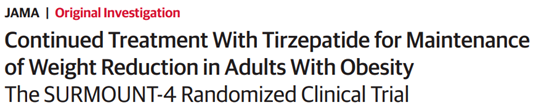 JAMA | Original Investigation
Continued Treatment With Tirzepatide for Maintenance
of Weight Reduction in Adults With Obesity
The SURMOUNT-4 Randomized Clinical Trial